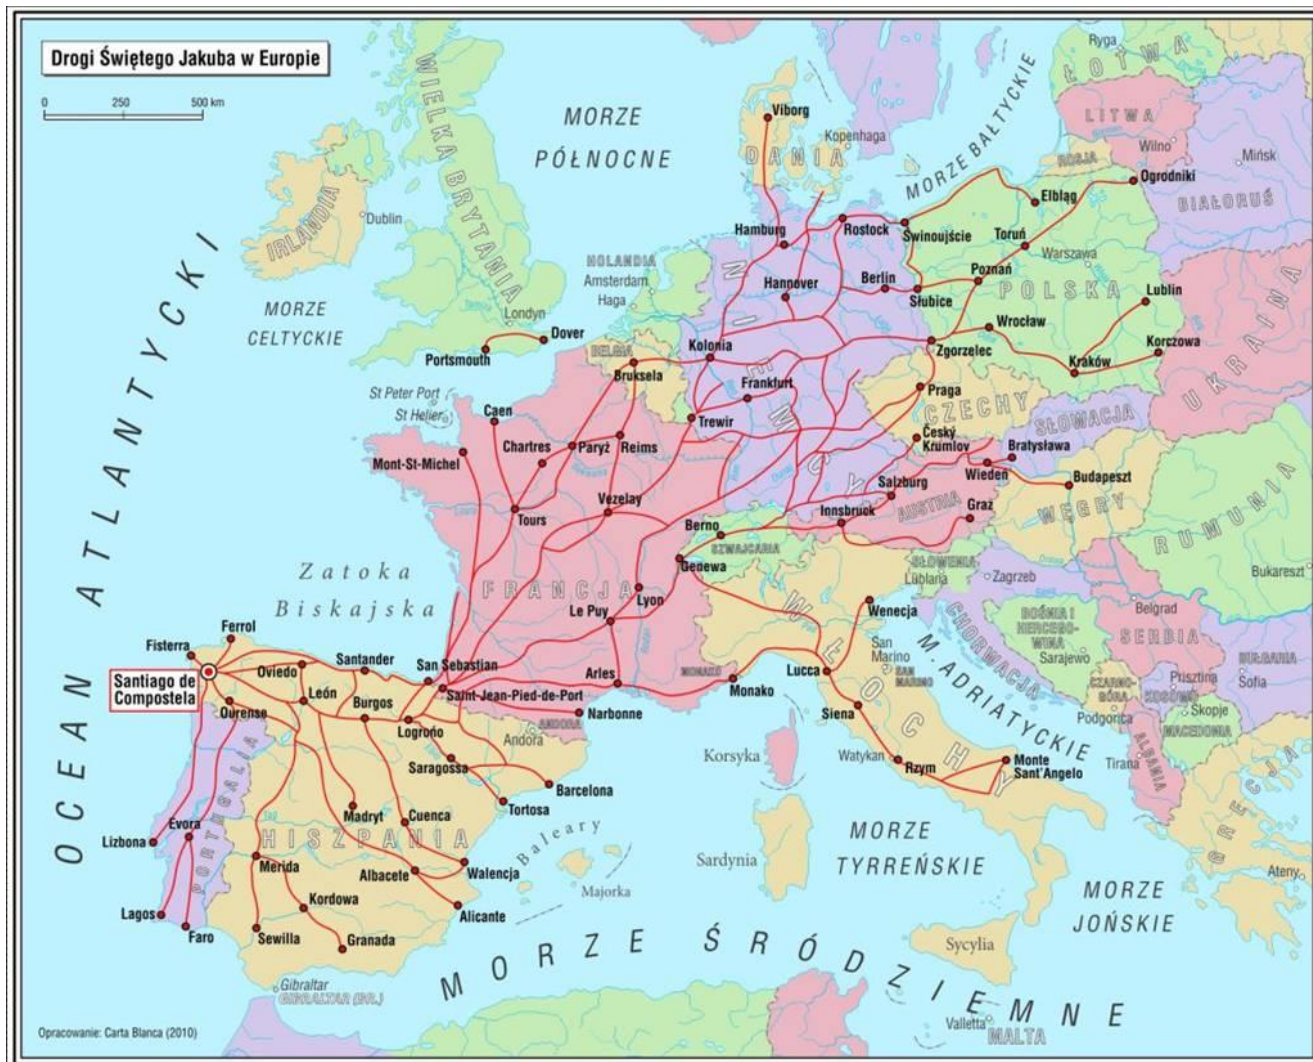 Drogi Świętego Jakuba w Europie
0 250 500 km
OCEAN ATLANTYCKI
MORZE
PÓŁNOCNE
MORZE BAŁTYCKIE
MORZE
CELTYCKIE
Zatoka
Biskajska
MORZE ŚRÓDZIEMNE
MORZE
TYRREŃSKIE
MORZE
JOŃSKIE
M. ADRIATYCKIE
IRLANDIA
Dublin
WIELKA BRYTANIA
Londyn
Dover
Portsmouth
St Peter Port
St Helier
DANIA
Viborg
Kopenhaga
Ryga
ŁOTWA
LITWA
Wilno
ROSJA
Mińsk
BIAŁORUŚ
UKRAINA
HOLANDIA
Amsterdam
Haga
BELGIA
Bruksela
NIEMCY
Hamburg
Rostock
Hannover
Berlin
Kolonia
Frankfurt
Trewir
POLSKA
Świnoujście
Elbląg
Ogrodniki
Toruń
Warszawa
Poznań
Słubice
Lublin
Wrocław
Zgorzelec
Kraków
Korczowa
CZECHY
Praga
Český
Krumlov
SŁOWACJA
Bratysława
AUSTRIA
Wiedeń
Salzburg
Innsbruck
Graz
WĘGRY
Budapeszt
RUMUNIA
Bukareszt
SZWAJCARIA
Berno
Genewa
FRANCJA
Caen
Chartres
Paryż
Reims
Mont-St-Michel
Tours
Vezelay
Lyon
Le Puy
Arles
Saint-Jean-Pied-de-Port
Narbonne
MONAKO
Monako
ANDORA
Andora
HISZPANIA
Ferrol
Fisterra
Santiago de
Compostela
Oviedo
Santander
San Sebastian
León
Burgos
Ourense
Logroño
Saragossa
Barcelona
Tortosa
Madryt
Cuenca
Merida
Albacete
Walencja
Alicante
Kordowa
Sewilla
Granada
Baleary
Majorka
Gibraltar
GIBRALTAR (BR.)
PORTUGALIA
Lizbona
Evora
Lagos
Faro
WŁOCHY
Wenecja
San
Marino
SAN
MARINO
Lucca
Siena
Watykan
Rzym
Monte
Sant'Angelo
Korsyka
Sardynia
Sycylia
Valletta
MALTA
SŁOWENIA
Lublana
Zagrzeb
CHORWACJA
BOŚNIA I
HERCEGO-
WINA
Sarajewo
Belgrad
SERBIA
BUŁGARIA
Sofia
CZARNO-
GÓRA
Podgorica
KOSOWO
Prisztina
Skopje
MACEDONIA
Tirana
ALBANIA
GRECJA
Ateny
Opracowanie: Carta Blanca (2010)